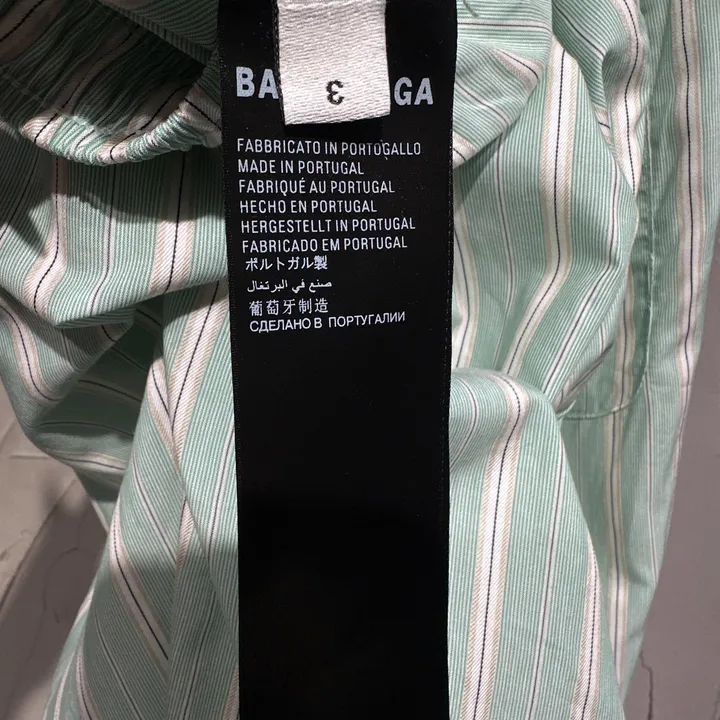 3
BA GA
FABBRICATO IN PORTOGALLO
MADE IN PORTUGAL
FABRIQUÉ AU PORTUGAL
HECHO EN PORTUGAL
HERGESTELLT IN PORTUGAL
FABRICADO EM PORTUGAL
ポルトガル製
صنع في البرتغال
葡萄牙制造
СДЕЛАНО В ПОРТУГАЛИИ